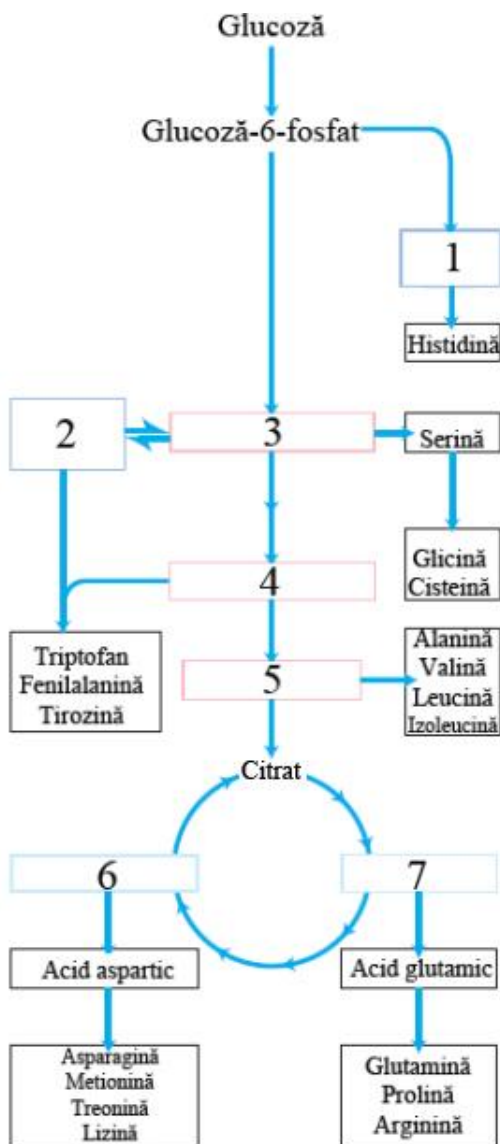 Glucoză
Glucoză-6-fosfat
1
Histidină
2
3
Serină
Glicină
Cisteină
4
Triptofan
Fenilalanină
Tirozină
5
Alanină
Valină
Leucină
Izoleucină
Citrat
6
7
Acid aspartic
Acid glutamic
Asparagină
Metionină
Treonină
Lizină
Glutamină
Prolină
Arginină